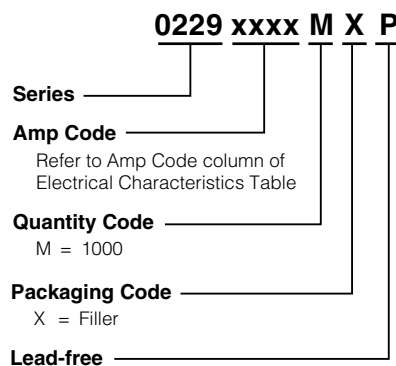 0229 xxxx M X P
Series
Amp Code
Refer to Amp Code column of
Electrical Characteristics Table
Quantity Code
M = 1000
Packaging Code
X = Filler
Lead-free